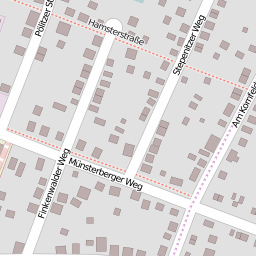 Pölitzer St
Hamsterstraße
Stepenitzer Weg
Am Kornfeld
Finkenwalder Weg
Münsterberger Weg